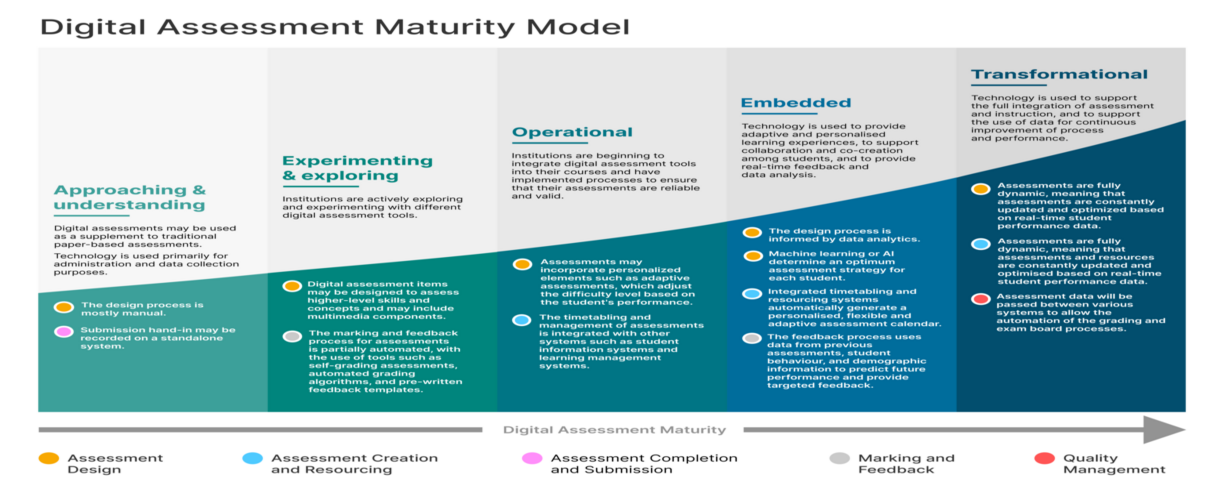 Digital Assessment Maturity Model
Approaching &
understanding
Digital assessments may be used
as a supplement to traditional
paper-based assessments.
Technology is used primarily for
administration and data collection
purposes.
The design process is
mostly manual.
Submission hand-in may be
recorded on a standalone
system.
Experimenting
& exploring
Institutions are actively exploring
and experimenting with different
digital assessment tools.
Digital assessment items
may be designed to assess
higher-level skills and
concepts and may include
multimedia components.
The marking and feedback
process for assessments
is partially automated, with
the use of tools such as
self-grading assessments,
automated grading
algorithms, and pre-written
feedback templates.
Operational
Institutions are beginning to
integrate digital assessment tools
into their courses and have
implemented processes to ensure
that their assessments are reliable
and valid.
Assessments may
incorporate personalized
elements such as adaptive
assessments, which adjust
the difficulty level based on
the student's performance.
The timetabling and
management of assessments
is integrated with other
systems such as student
information systems and
learning management
systems.
Embedded
Technology is used to provide
adaptive and personalised
learning experiences, to support
collaboration and co-creation
among students, and to provide
real-time feedback and
data analysis.
The design process is
informed by data analytics.
Machine learning or AI
determine an optimum
assessment strategy for
each student.
Integrated timetabling and
resourcing systems
automatically generate a
personalised, flexible and
adaptive assessment calendar.
The feedback process uses
data from previous
assessments, student
behaviour, and demographic
information to predict future
performance and provide
targeted feedback.
Transformational
Technology is used to support
the full integration of assessment
and instruction, and to support
the use of data for continuous
improvement of process
and performance.
Assessments are fully
dynamic, meaning that
assessments are constantly
updated and optimized based
on real-time student
performance data.
Assessments are fully
dynamic, meaning that
assessments and resources
are constantly updated and
optimised based on real-time
student performance data.
Assessment data will be
passed between various
systems to allow the
automation of the grading and
exam board processes.
Digital Assessment Maturity
Assessment
Design
Assessment Creation
and Resourcing
Assessment Completion
and Submission
Marking and
Feedback
Quality
Management